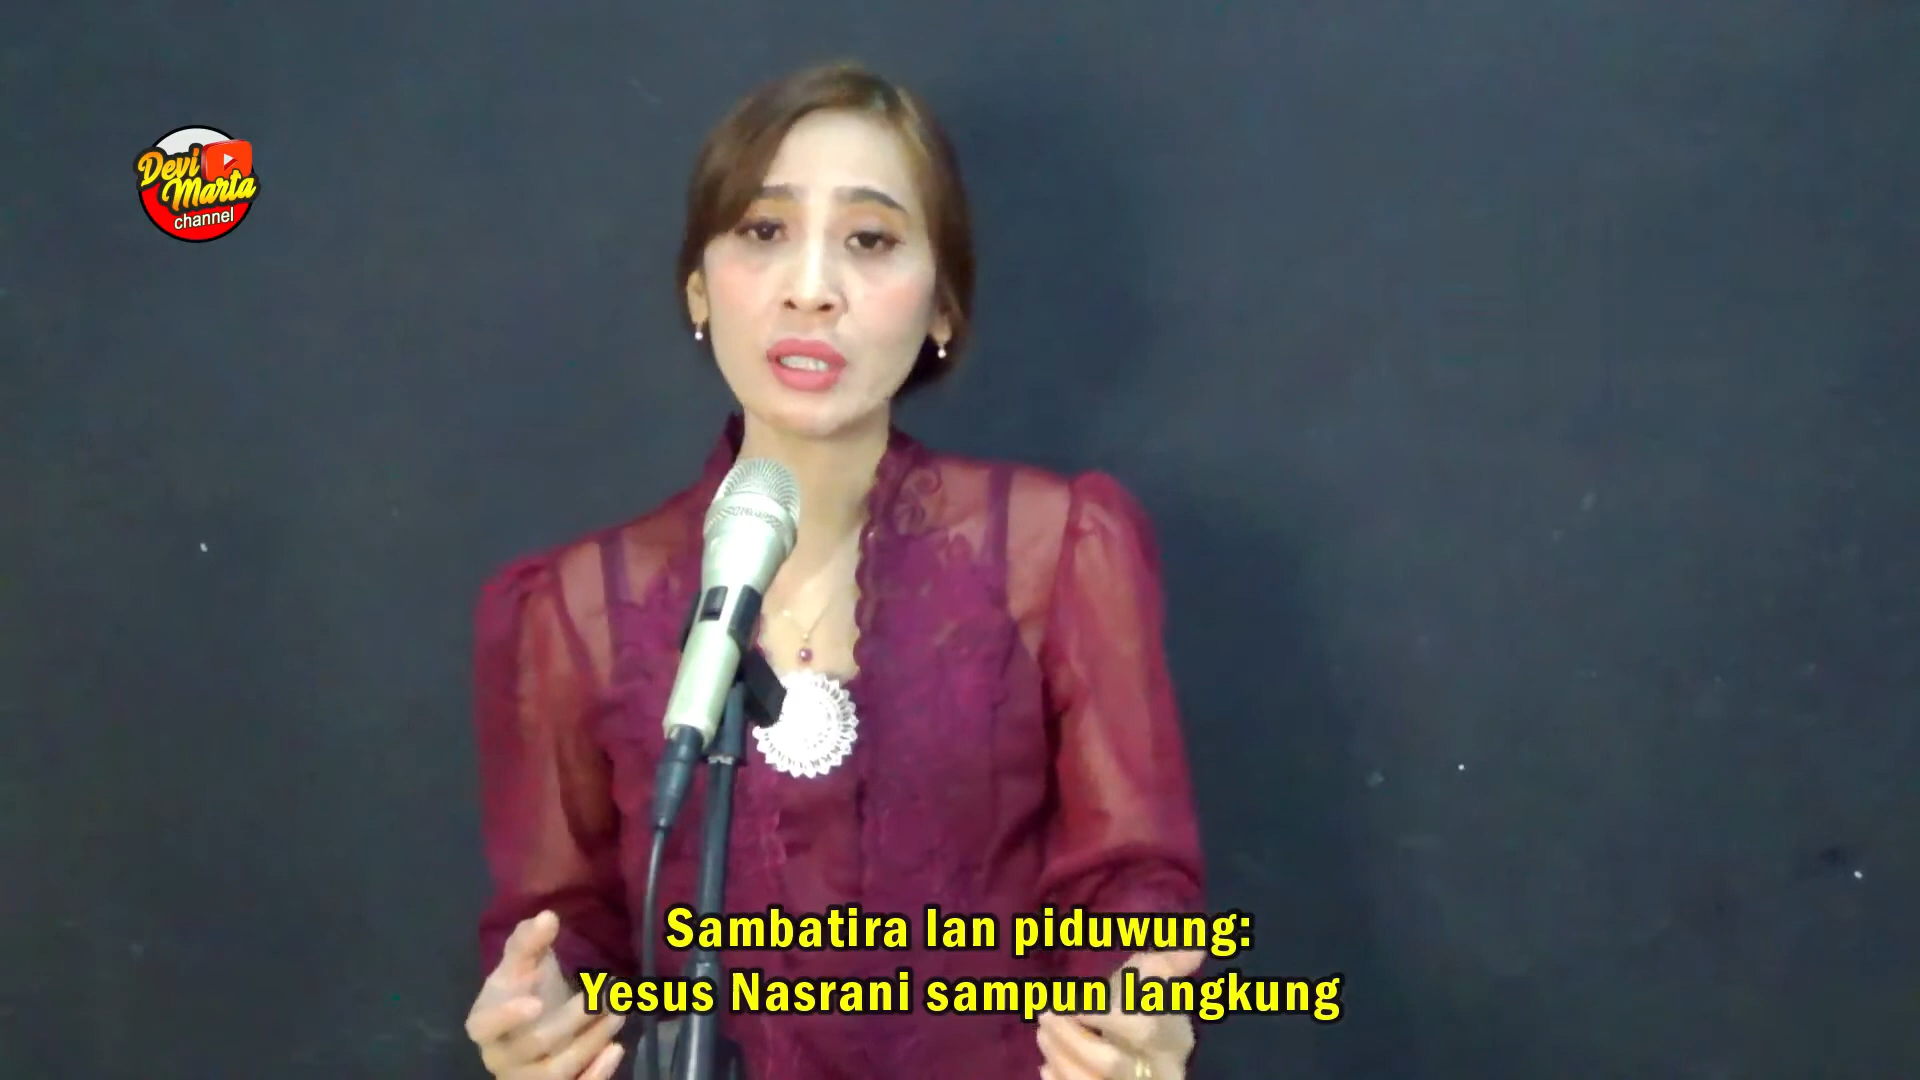 Devi
Marta
channel
Sambatira lan piduwung:
Yesus Nasrani sampun langkung